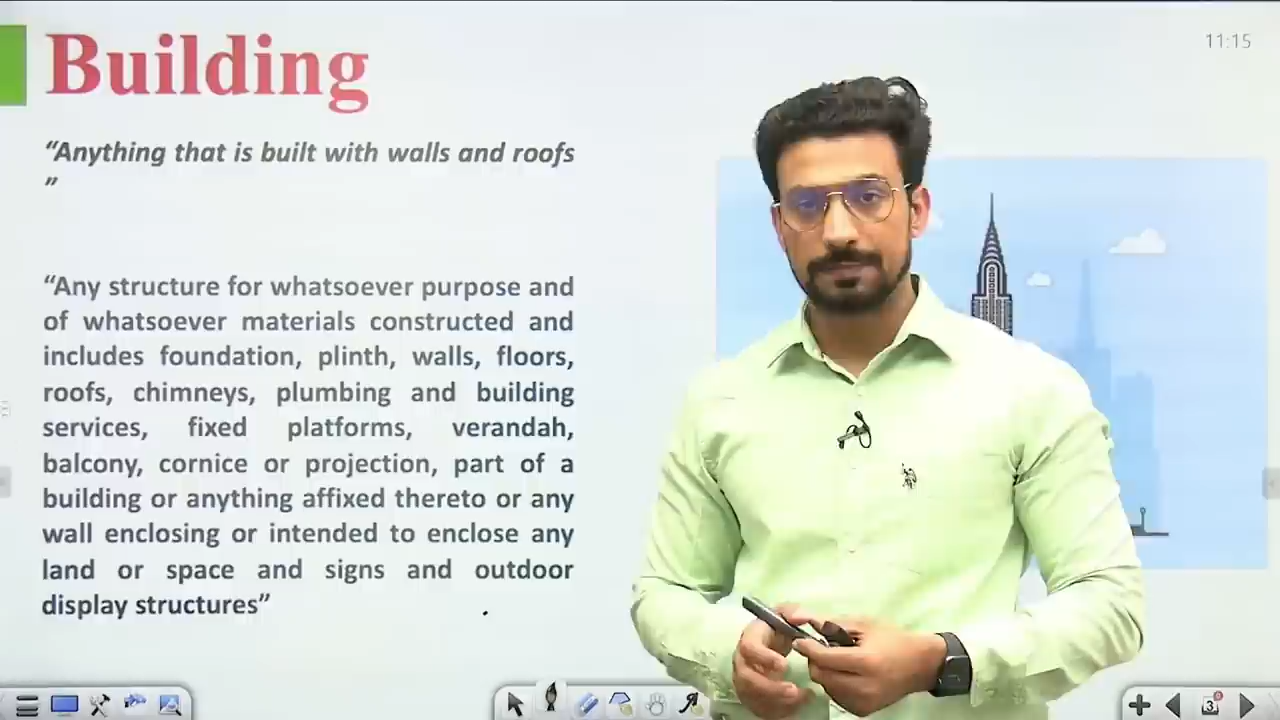 Building
11:15
“Anything that is built with walls and roofs
”
“Any structure for whatsoever purpose and
of whatsoever materials constructed and
includes foundation, plinth, walls, floors,
roofs, chimneys, plumbing and building
services, fixed platforms, verandah,
balcony, cornice or projection, part of a
building or anything affixed thereto or any
wall enclosing or intended to enclose any
land or space and signs and outdoor
display structures”
3